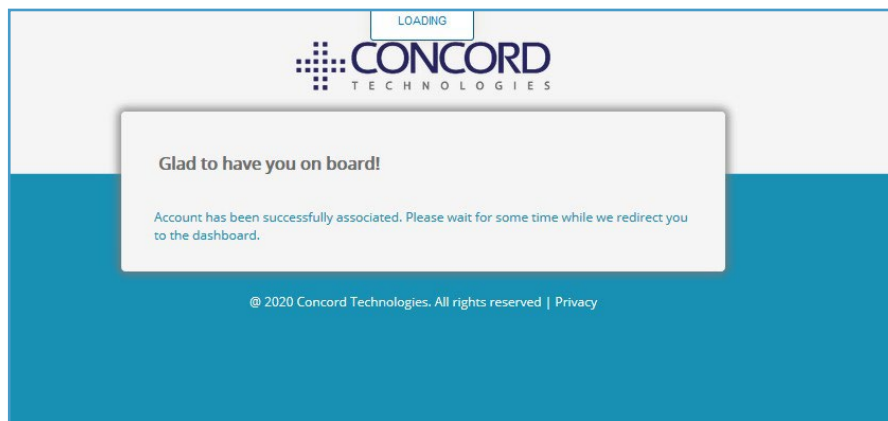 LOADING
CONCORD
TECHNOLOGIES
Glad to have you on board!
Account has been successfully associated. Please wait for some time while we redirect you
to the dashboard.
@ 2020 Concord Technologies. All rights reserved | Privacy